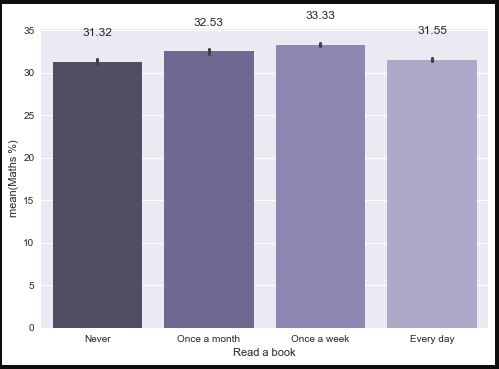 31.32
32.53
33.33
31.55
35
30
25
20
15
10
5
0
mean(Maths %)
Never
Once a month
Once a week
Every day
Read a book